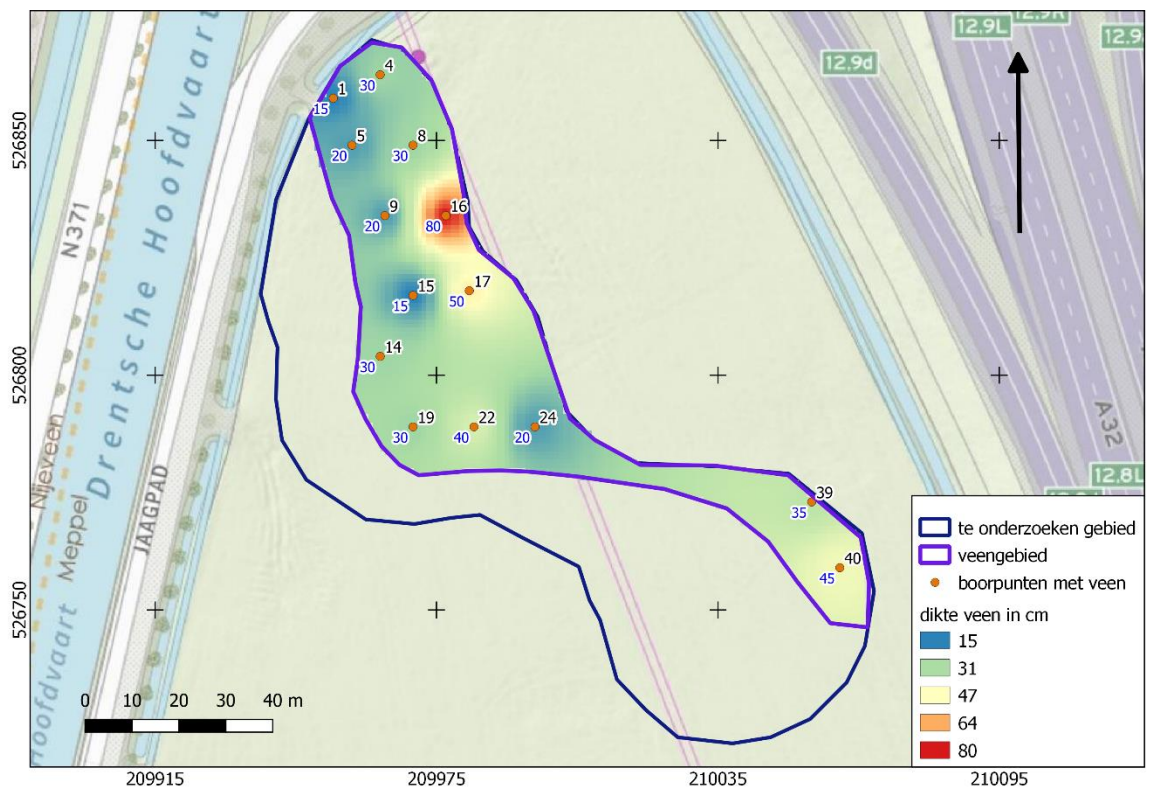 12.9L
12.9R
12.9
12.9d
526850
526800
526750
N371
Drentsche Hoofdvaart
Nijeveen
Meppel
JAAGPAD
Hoofdvaart
A32
12.8L
4
30
1
15
5
20
8
30
9
20
16
80
15
15
17
50
14
30
19
30
22
40
24
20
39
35
40
45
te onderzoeken gebied
veengebied
boorpunten met veen
dikte veen in cm
15
31
47
64
80
0 10 20 30 40 m
209915 209975 210035 210095